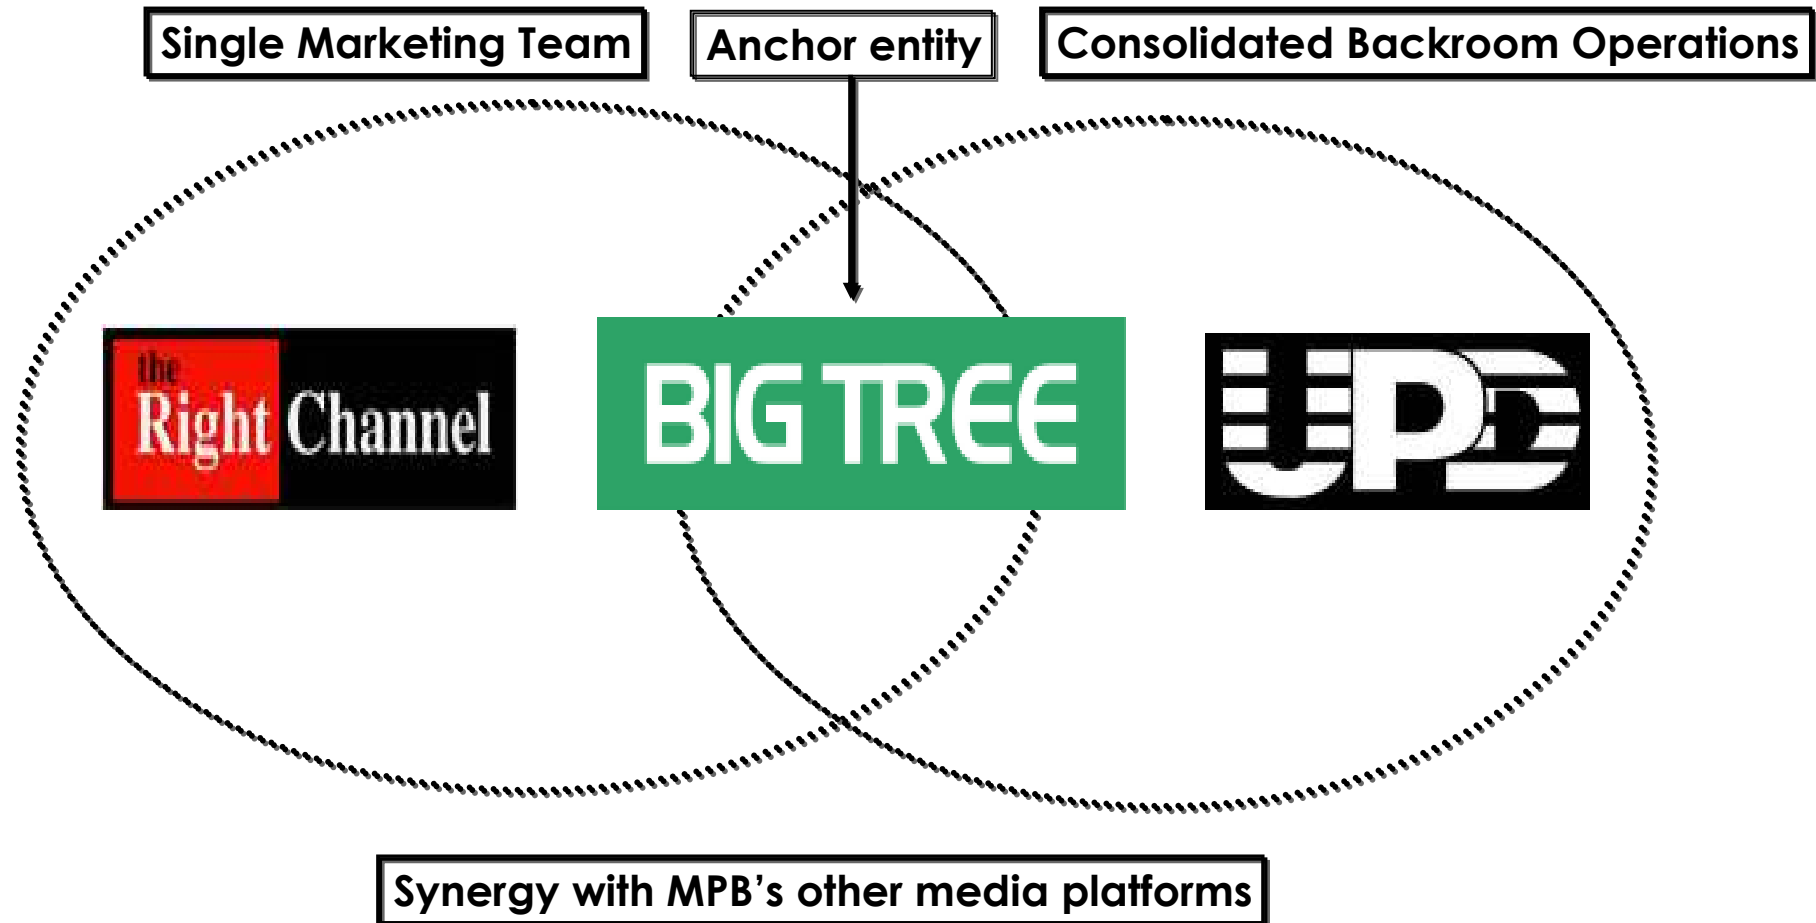 Single Marketing Team
Anchor entity
Consolidated Backroom Operations
the
Right Channel
BIG TREE
UPD
Synergy with MPB's other media platforms